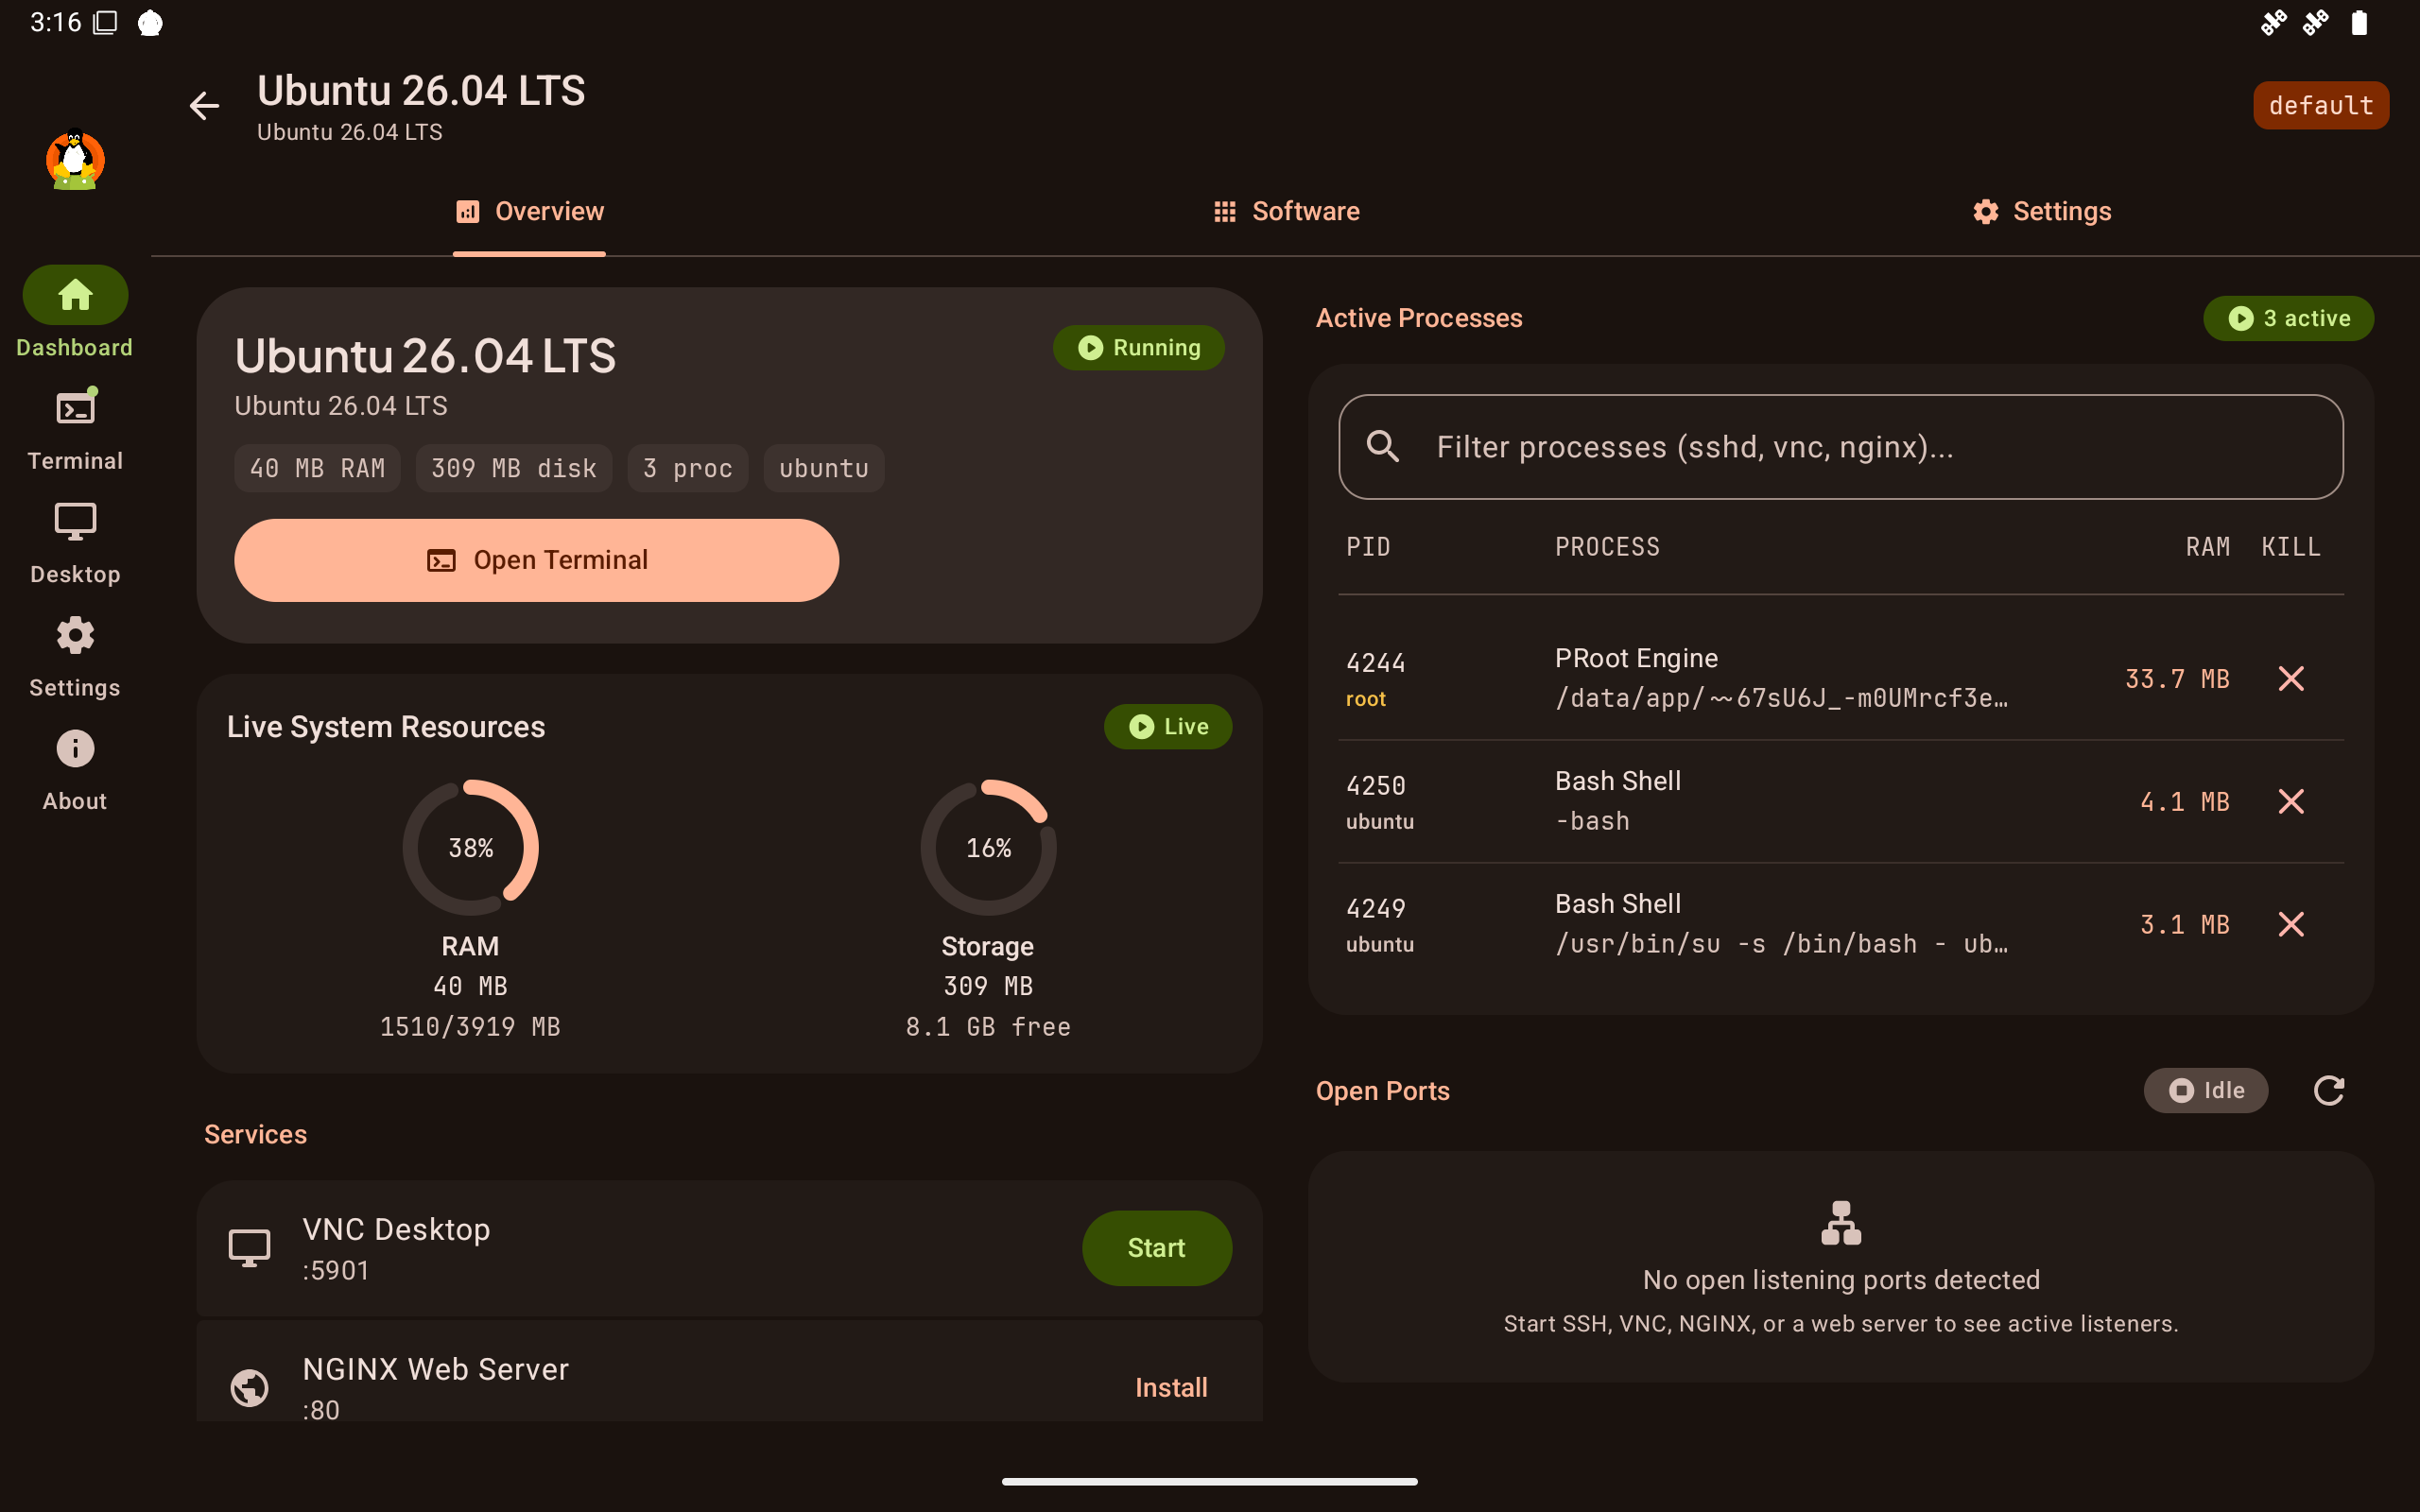 3:16
Ubuntu 26.04 LTS
Ubuntu 26.04 LTS
default
Dashboard
Terminal
Desktop
Settings
About
Overview
Software
Settings
Ubuntu 26.04 LTS
Running
Ubuntu 26.04 LTS
40 MB RAM
309 MB disk
3 proc
ubuntu
Open Terminal
Live System Resources
Live
38%
RAM
40 MB
1510/3919 MB
16%
Storage
309 MB
8.1 GB free
Services
VNC Desktop
:5901
Start
NGINX Web Server
:80
Install
Active Processes
3 active
Filter processes (sshd, vnc, nginx)...
PID PROCESS RAM KILL
4244
root
PRoot Engine
/data/app/~~67sU6J_-m0UMrcf3e…
33.7 MB
4250
ubuntu
Bash Shell
-bash
4.1 MB
4249
ubuntu
Bash Shell
/usr/bin/su -s /bin/bash - ub…
3.1 MB
Open Ports
Idle
No open listening ports detected
Start SSH, VNC, NGINX, or a web server to see active listeners.